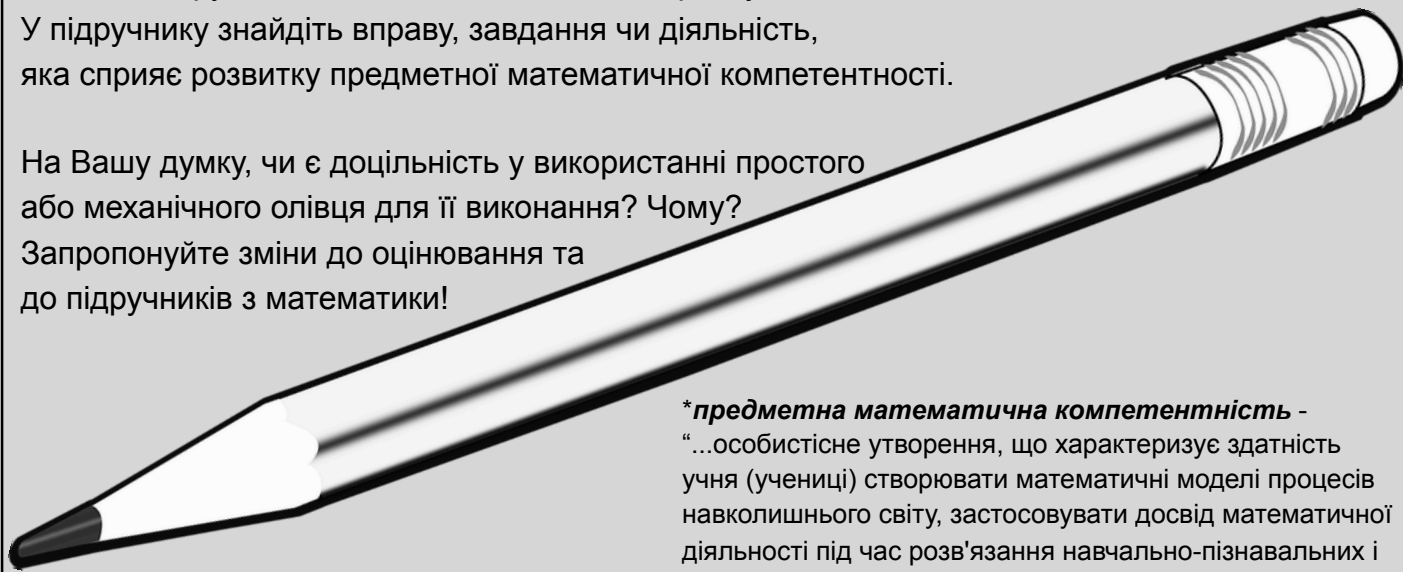 У підручнику знайдіть вправу, завдання чи діяльність,
яка сприяє розвитку предметної математичної компетентності.
На Вашу думку, чи є доцільність у використанні простого
або механічного олівця для її виконання? Чому?
Запропонуйте зміни до оцінювання та
до підручників з математики!
*предметна математична компетентність -
“...особистісне утворення, що характеризує здатність
учня (учениці) створювати математичні моделі процесів
навколишнього світу, застосовувати досвід математичної
діяльності під час розв'язання навчально-пізнавальних і